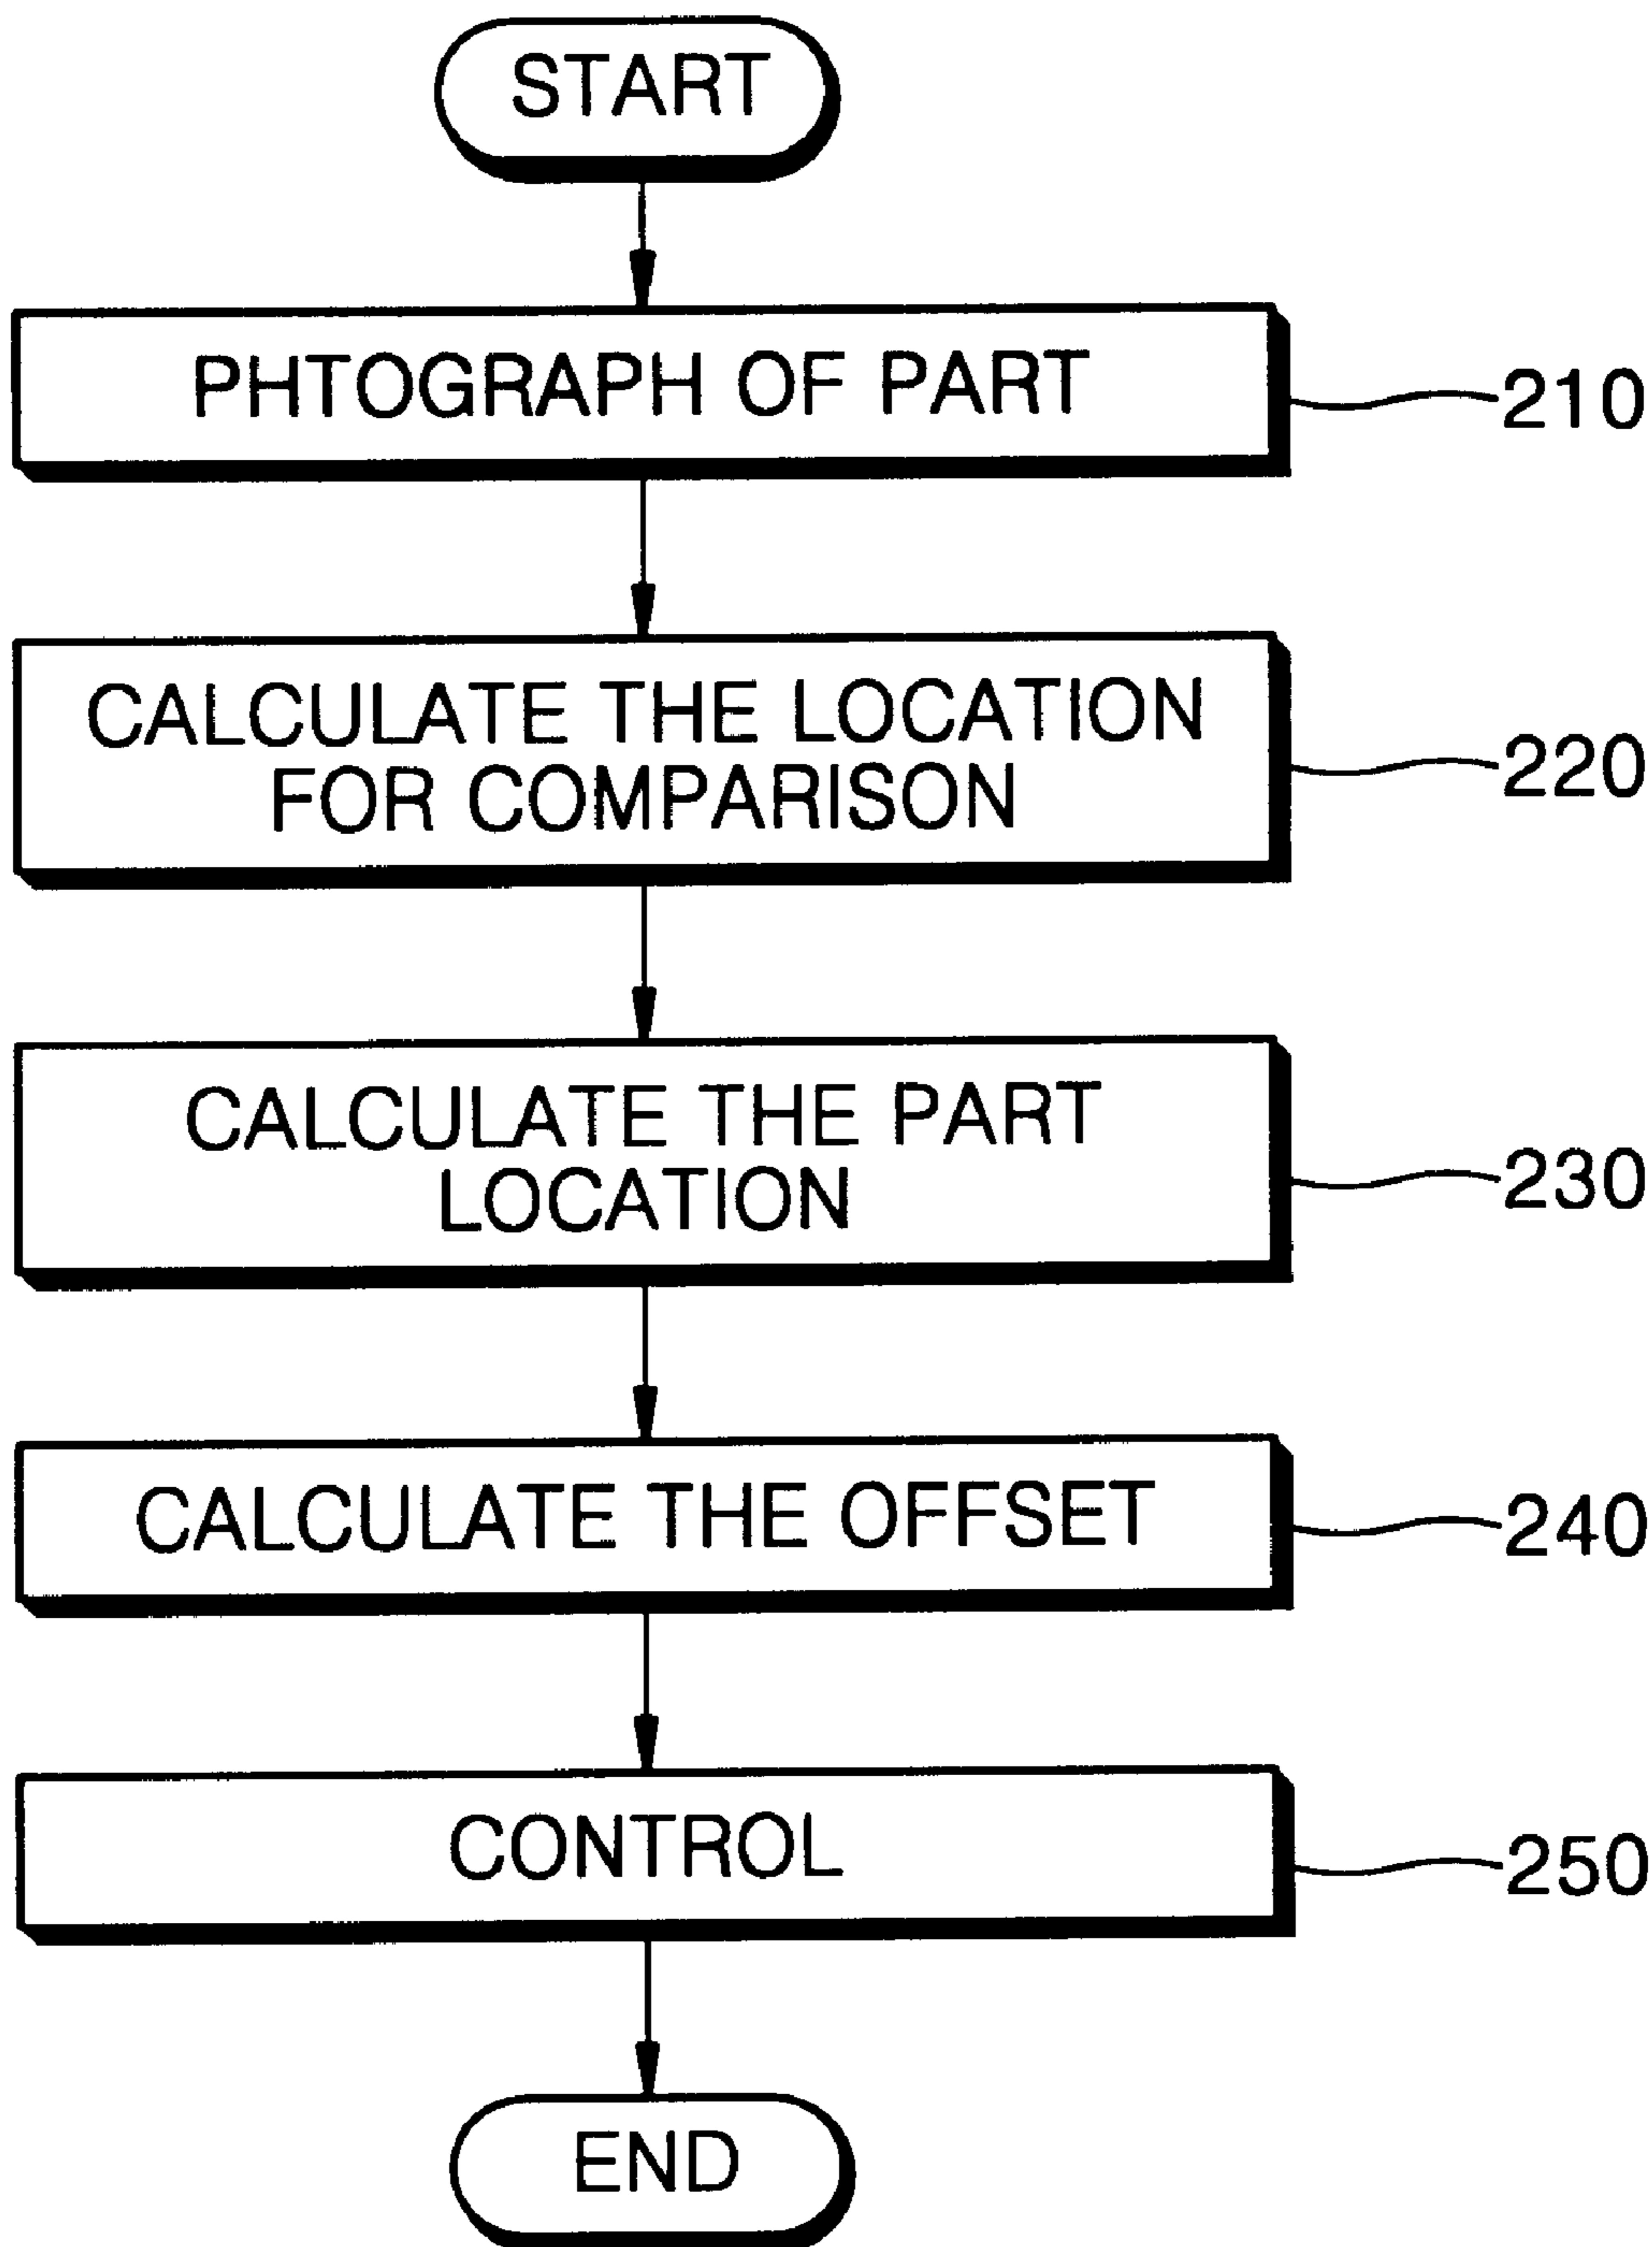 START
PHTOGRAPH OF PART
210
CALCULATE THE LOCATION
FOR COMPARISON
220
CALCULATE THE PART
LOCATION
230
CALCULATE THE OFFSET
240
CONTROL
250
END